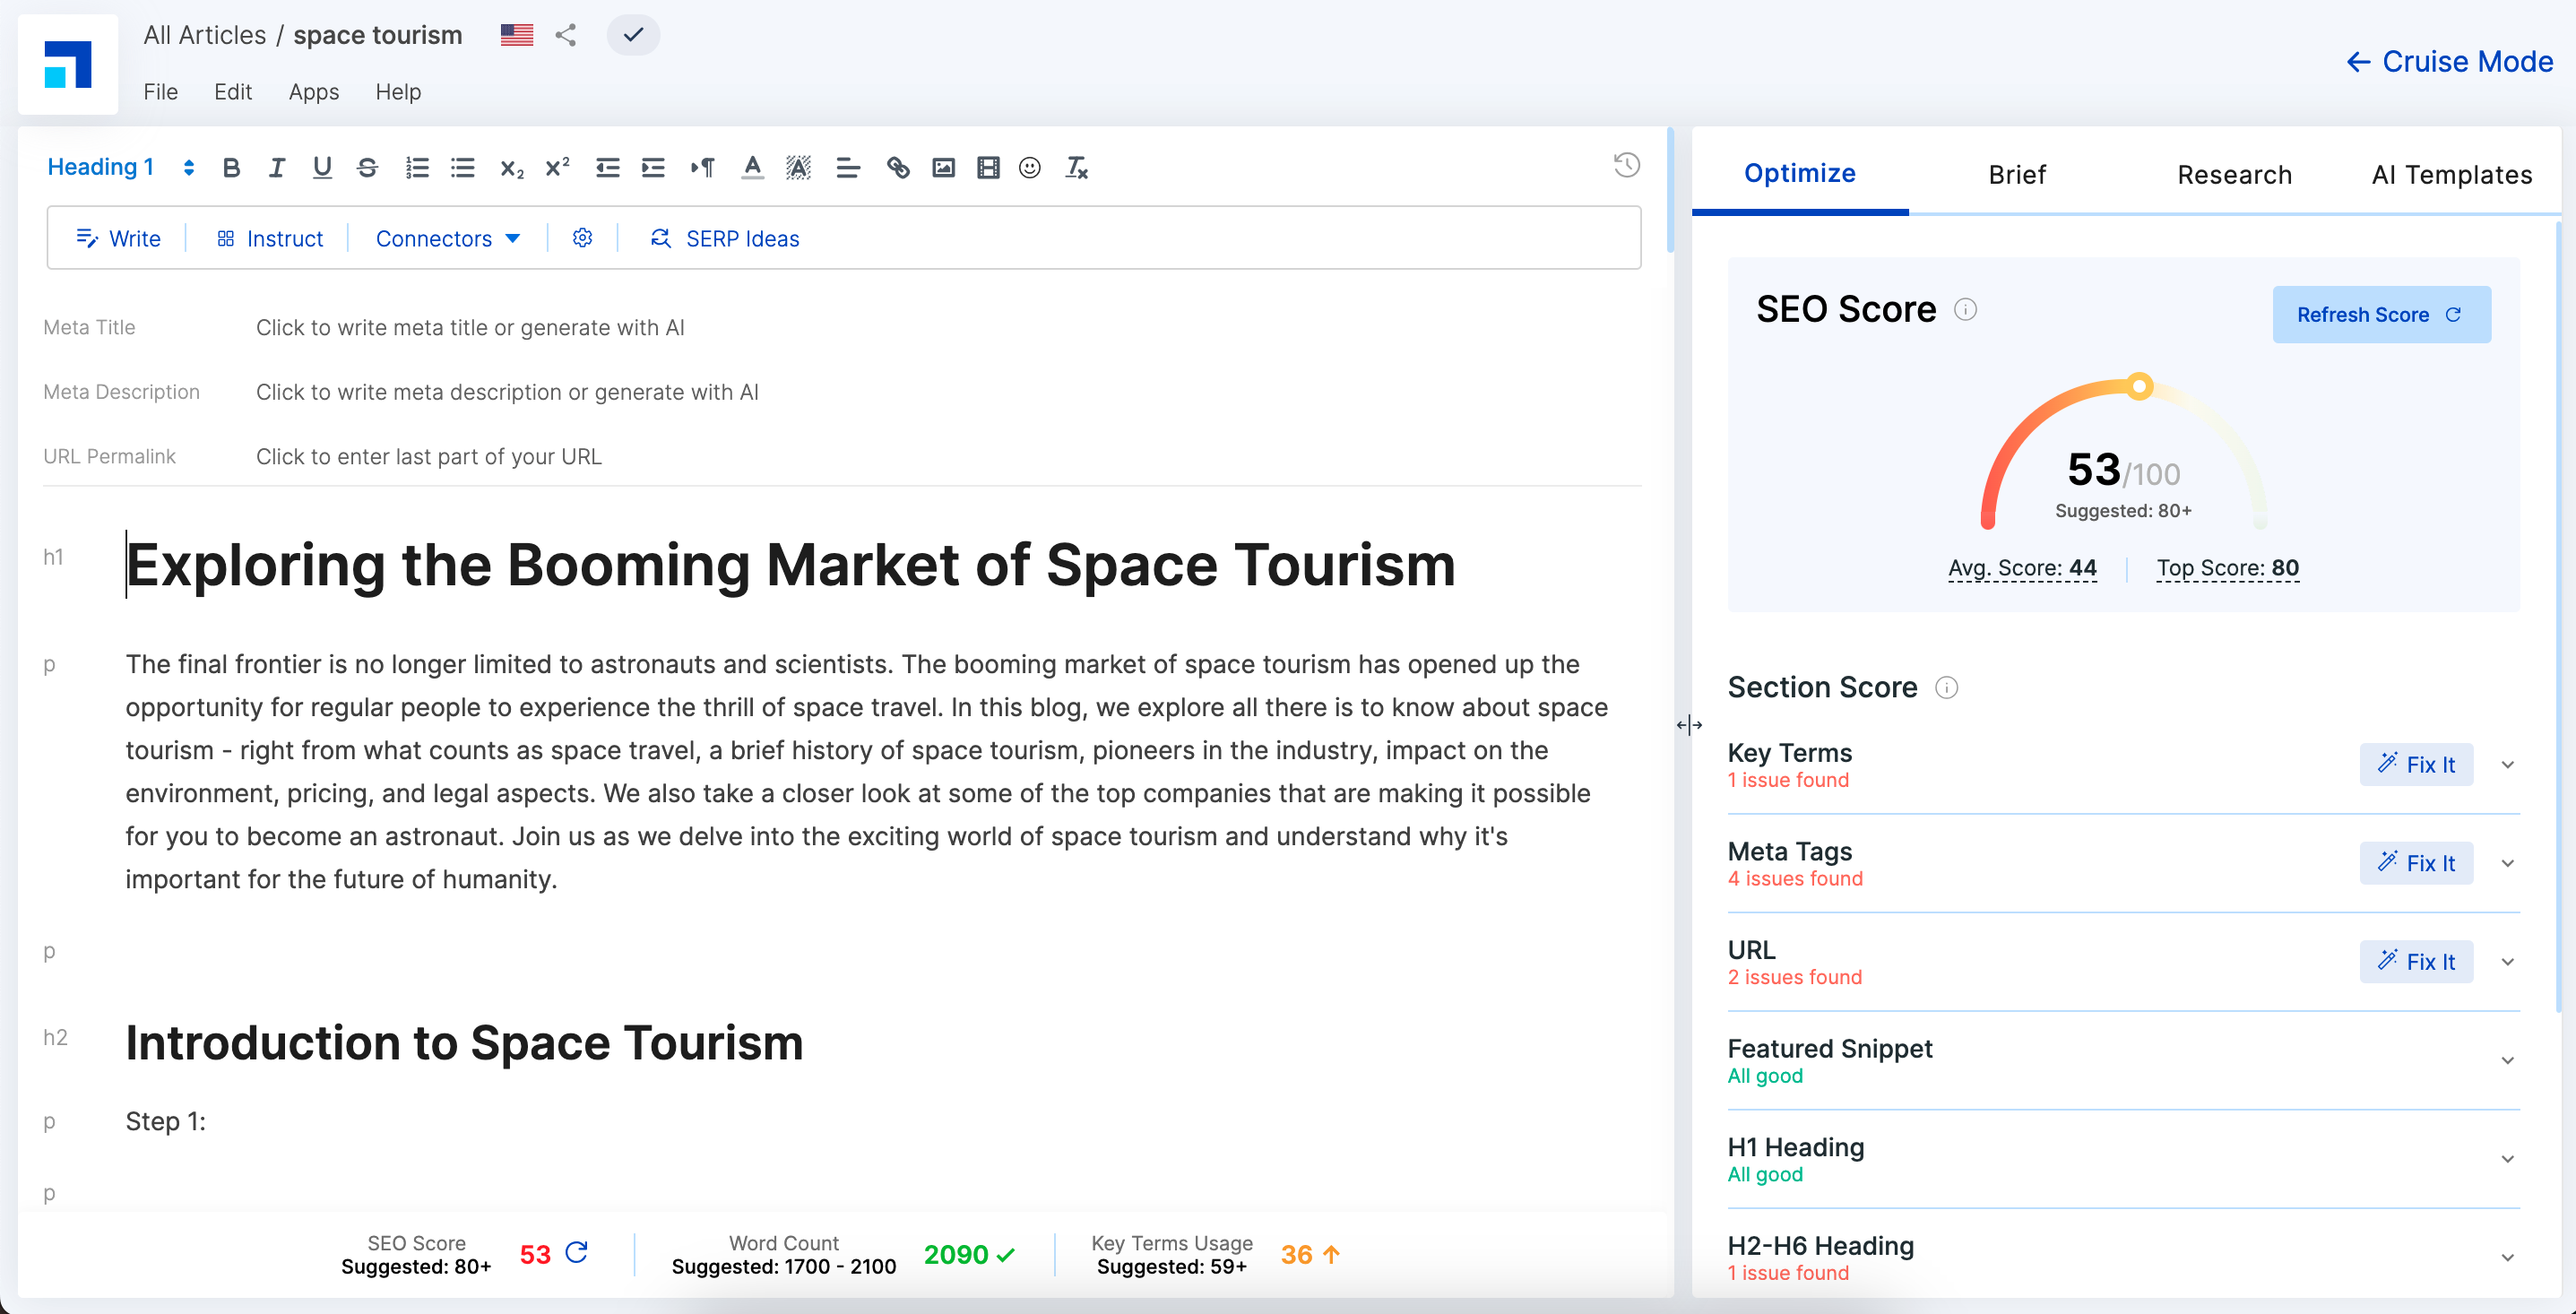 All Articles / space tourism
File Edit Apps Help
← Cruise Mode
Heading 1
Write Instruct Connectors SERP Ideas
Meta Title Click to write meta title or generate with AI
Meta Description Click to write meta description or generate with AI
URL Permalink Click to enter last part of your URL
h1 Exploring the Booming Market of Space Tourism
p The final frontier is no longer limited to astronauts and scientists. The booming market of space tourism has opened up the
opportunity for regular people to experience the thrill of space travel. In this blog, we explore all there is to know about space
tourism - right from what counts as space travel, a brief history of space tourism, pioneers in the industry, impact on the
environment, pricing, and legal aspects. We also take a closer look at some of the top companies that are making it possible
for you to become an astronaut. Join us as we delve into the exciting world of space tourism and understand why it's
important for the future of humanity.
p
h2 Introduction to Space Tourism
p Step 1:
p
SEO Score
Suggested: 80+
53
Word Count
Suggested: 1700 - 2100
2090
Key Terms Usage
Suggested: 59+
36
Optimize Brief Research AI Templates
SEO Score
Refresh Score
53/100
Suggested: 80+
Avg. Score: 44
Top Score: 80
Section Score
Key Terms
1 issue found
Fix It
Meta Tags
4 issues found
Fix It
URL
2 issues found
Fix It
Featured Snippet
All good
H1 Heading
All good
H2-H6 Heading
1 issue found